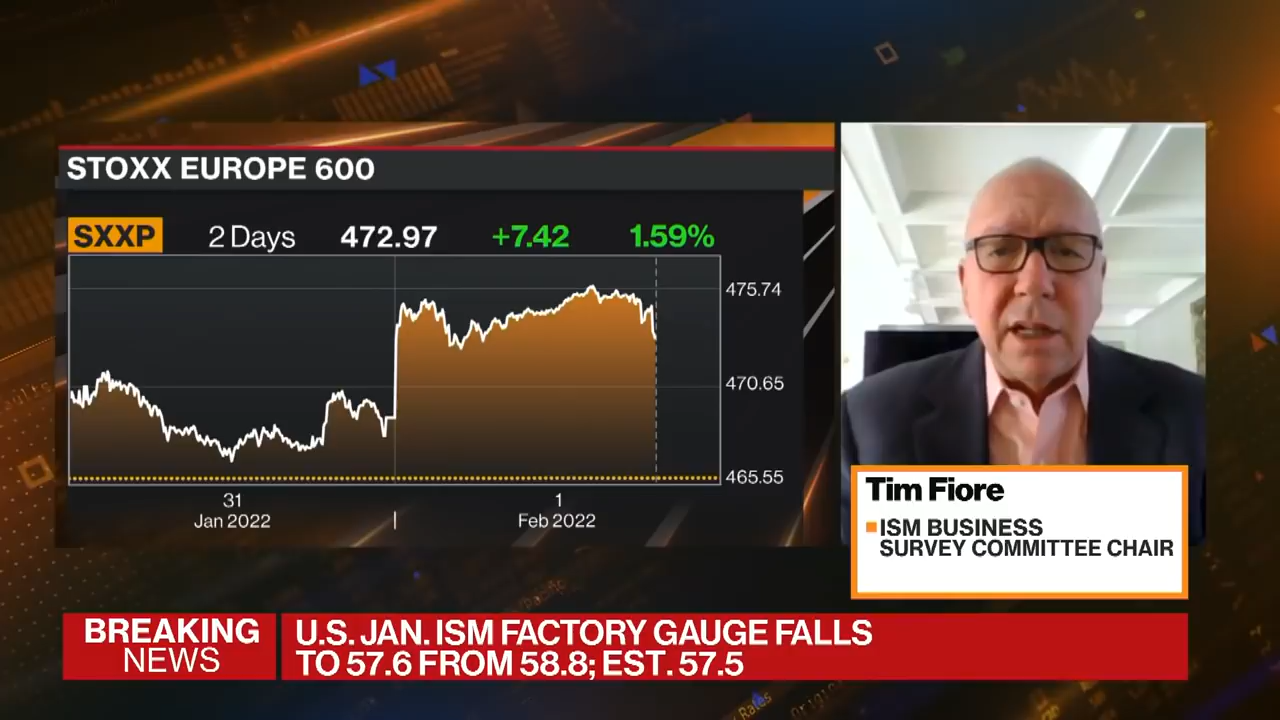 STOXX EUROPE 600
SXXP 2 Days 472.97 +7.42 1.59%
475.74
470.65
465.55
31 1
Jan 2022 | Feb 2022
Tim Fiore
ISM BUSINESS
SURVEY COMMITTEE CHAIR
BREAKING
NEWS
U.S. JAN. ISM FACTORY GAUGE FALLS
TO 57.6 FROM 58.8; EST. 57.5
Rates